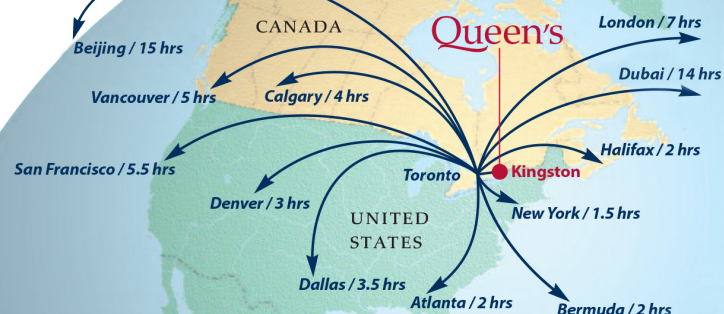 CANADA
Queen's
London / 7 hrs
Beijing / 15 hrs
Dubai / 14 hrs
Vancouver / 5 hrs
Calgary / 4 hrs
Halifax / 2 hrs
San Francisco / 5.5 hrs
Toronto
Kingston
Denver / 3 hrs
New York / 1.5 hrs
UNITED
STATES
Dallas / 3.5 hrs
Atlanta / 2 hrs
Bermuda / 2 hrs